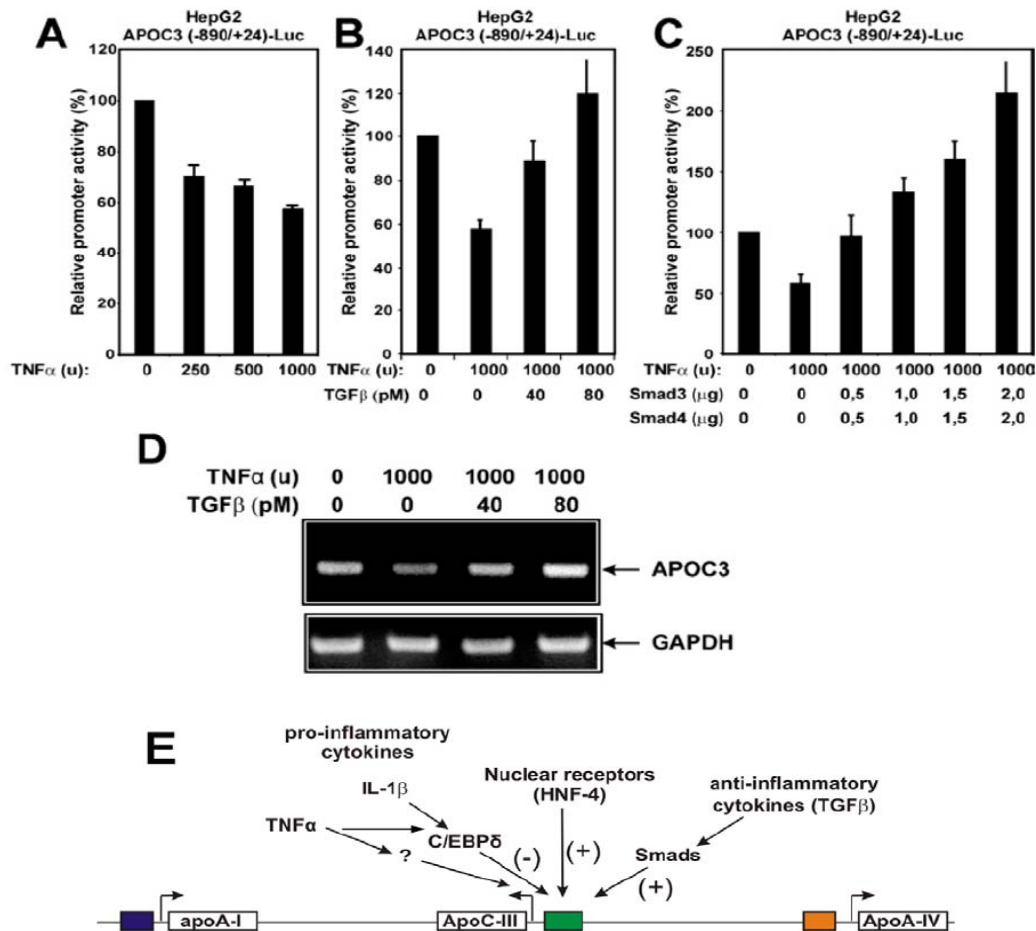 A
HepG2
APOC3 (-890/+24)-Luc
Relative promoter activity (%)
120
100
80
60
40
20
0
TNFα (u): 0 250 500 1000
B
HepG2
APOC3 (-890/+24)-Luc
Relative promoter activity (%)
140
120
100
80
60
40
20
0
TNFα (u): 0 1000 1000 1000
TGFβ (pM) 0 0 40 80
C
HepG2
APOC3 (-890/+24)-Luc
Relative promoter activity (%)
250
200
150
100
50
0
TNFα (u): 0 1000 1000 1000 1000 1000
Smad3 (μg) 0 0 0,5 1,0 1,5 2,0
Smad4 (μg) 0 0 0,5 1,0 1,5 2,0
D
TNFα (u) 0 1000 1000 1000
TGFβ (pM) 0 0 40 80
APOC3
GAPDH
E
pro-inflammatory
cytokines
IL-1β
TNFα
C/EBPδ
?
(-)
Nuclear receptors
(HNF-4)
(+)
anti-inflammatory
cytokines (TGFβ)
Smads
(+)
apoA-I
ApoC-III
ApoA-IV